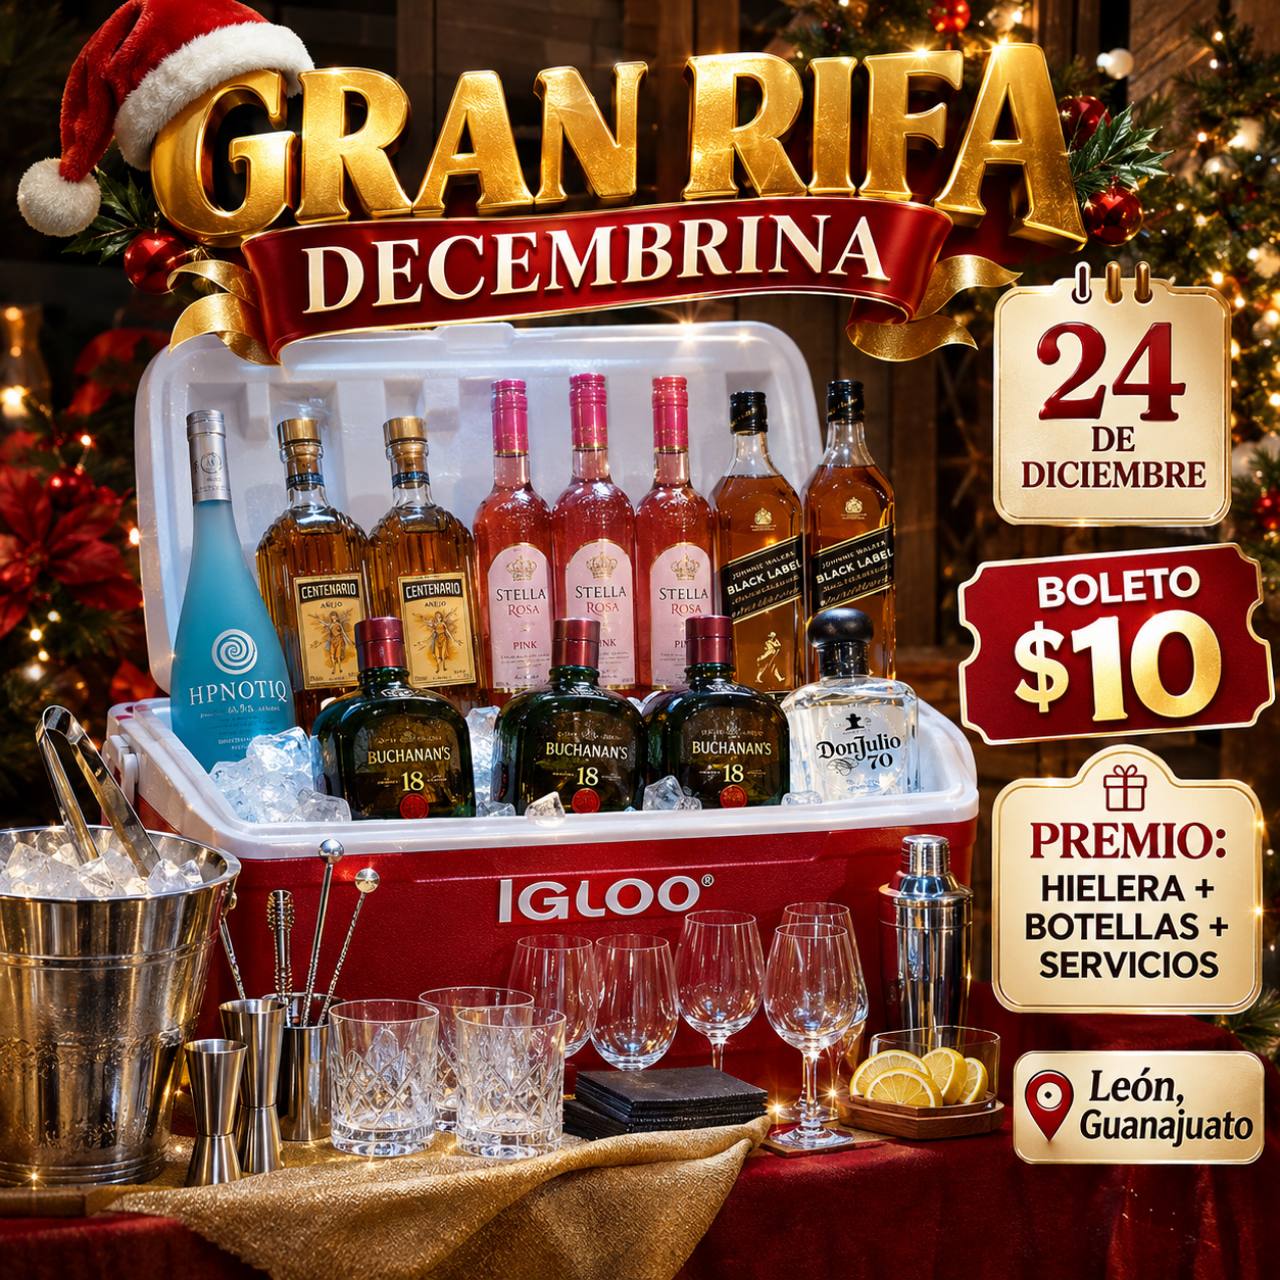 GRAN RIFA
DECEMBRINA
24
DE
DICIEMBRE
BOLETO
$10
PREMIO:
HIELERA +
BOTELLAS +
SERVICIOS
León,
Guanajuato
HPNOTIQ
CENTENARIO
AÑEJO
CENTENARIO
AÑEJO
STELLA
ROSA
PINK
STELLA
ROSA
PINK
STELLA
ROSA
PINK
JOHNNIE WALKER
BLACK LABEL
JOHNNIE WALKER
BLACK LABEL
BUCHANAN'S
18
BUCHANAN'S
18
BUCHANAN'S
18
Don Julio
70
IGLOO®